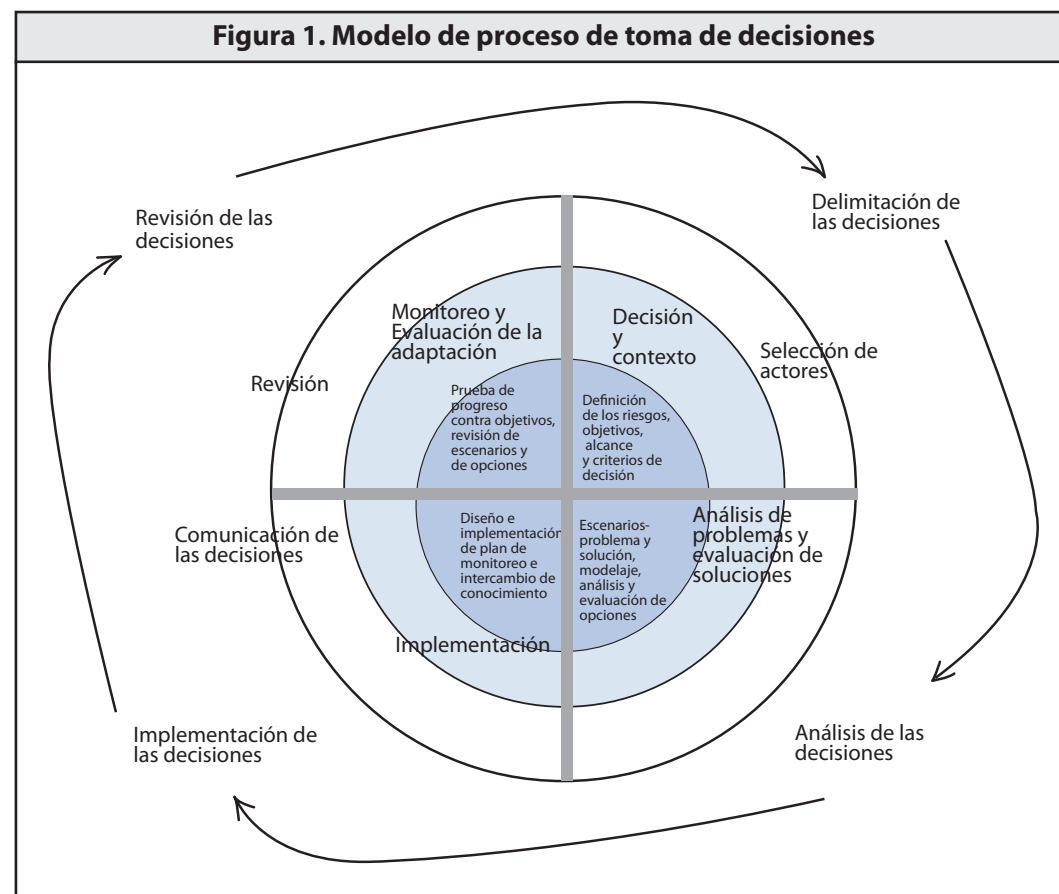 Figura 1. Modelo de proceso de toma de decisiones
Revisión de las
decisiones
Delimitación de
las decisiones
Monitoreo y
Evaluación de la
adaptación
Decisión
y
contexto
Selección de
actores
Revisión
Prueba de
progreso
contra objetivos,
revisión de
escenarios y
de opciones
Definición
de los riesgos,
objetivos,
alcance
y criterios de
decisión
Comunicación de
las decisiones
Diseño e
implementación
de plan de
monitoreo e
intercambio de
conocimiento
Escenarios-
problema y
solución,
modelaje,
análisis y
evaluación de
opciones
Análisis de
problemas y
evaluación de
soluciones
Implementación
Implementación de
las decisiones
Análisis de las
decisiones